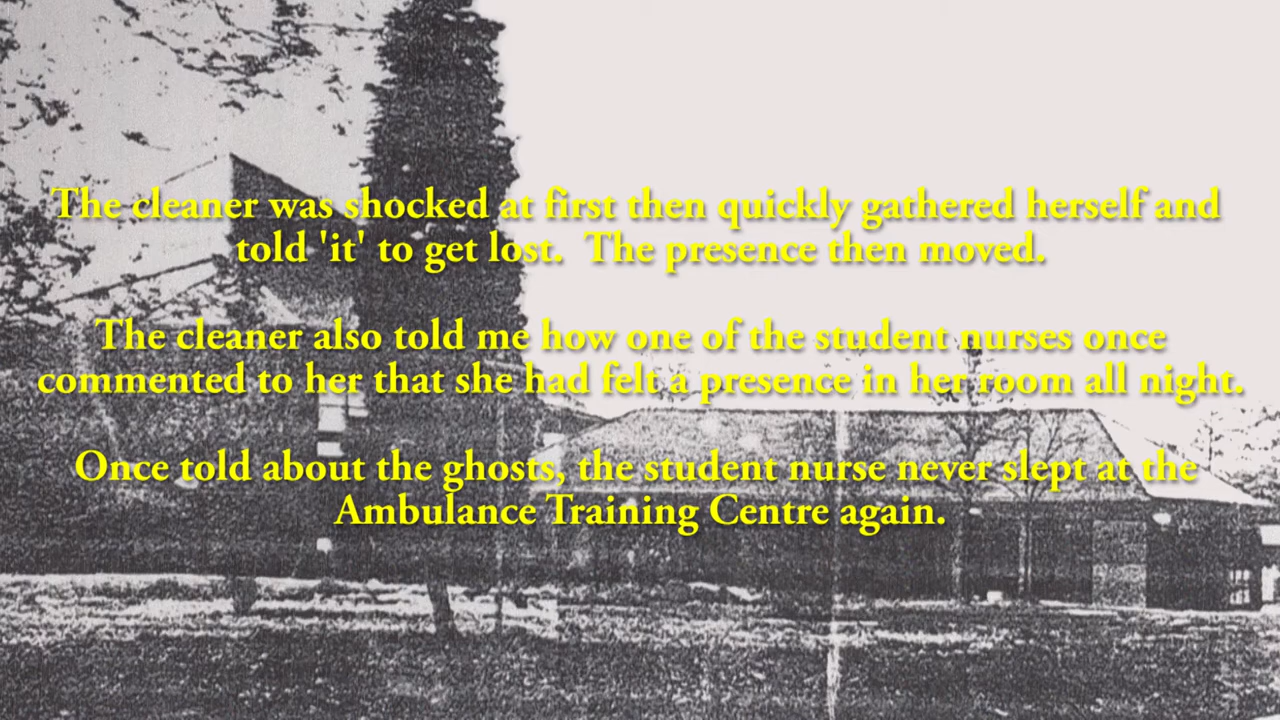 The cleaner was shocked at first then quickly gathered herself and
told 'it' to get lost.  The presence then moved.
The cleaner also told me how one of the student nurses once
commented to her that she had felt a presence in her room all night.
Once told about the ghosts, the student nurse never slept at the
Ambulance Training Centre again.